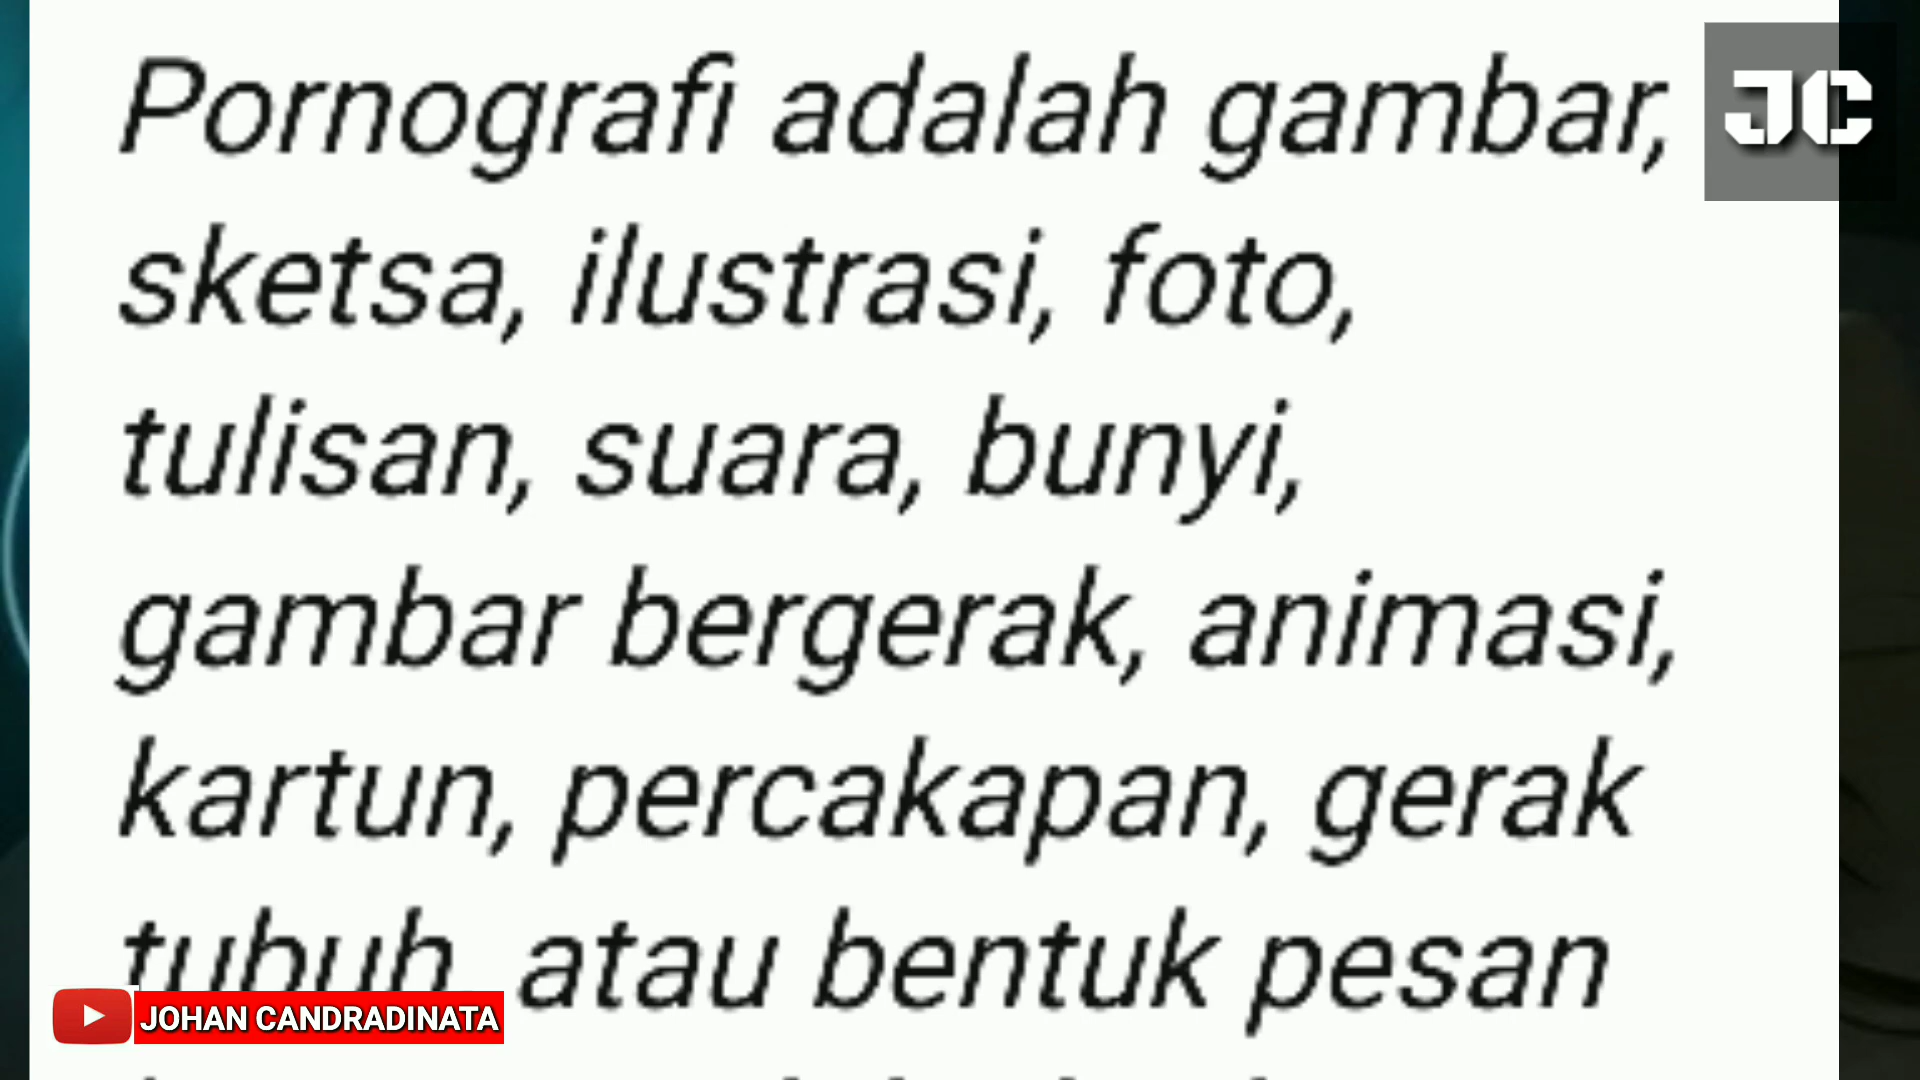 Pornografi adalah gambar,
JC
sketsa, ilustrasi, foto,
tulisan, suara, bunyi,
gambar bergerak, animasi,
kartun, percakapan, gerak
tubuh, atau bentuk pesan
JOHAN CANDRADINATA